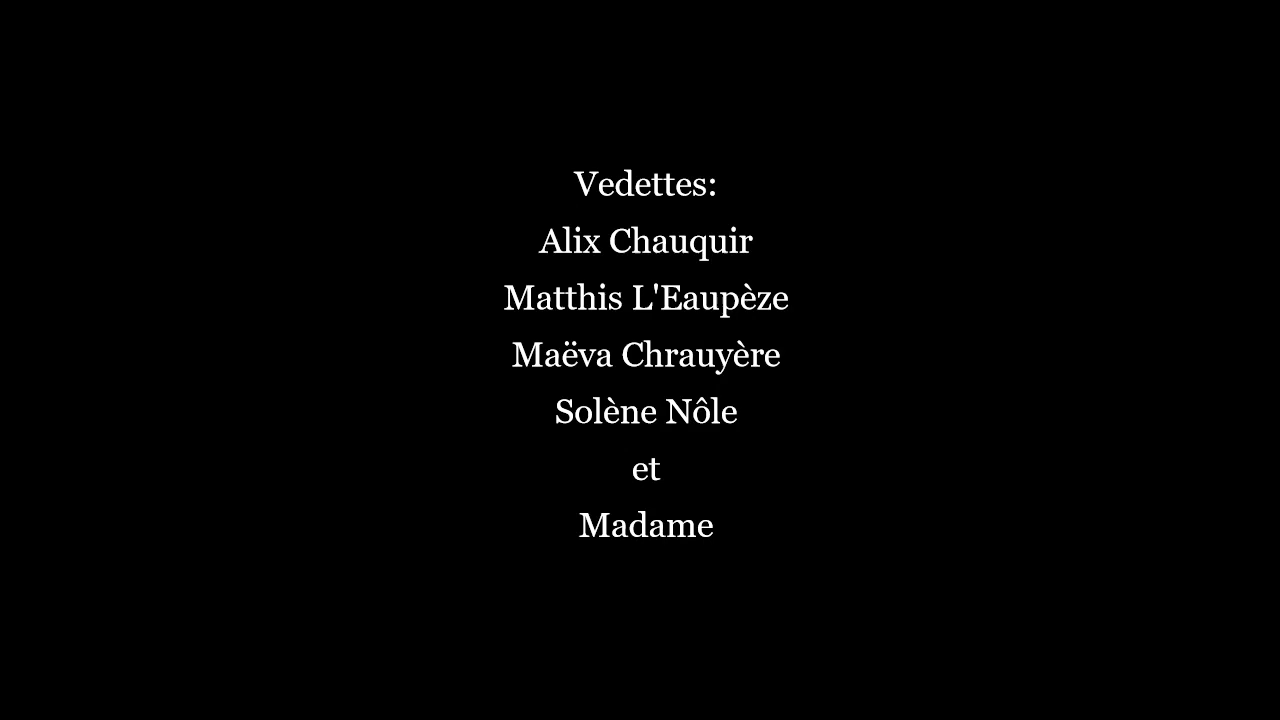 Vedettes:
Alix Chauquir
Matthis L'Eaupèze
Maëva Chrauyère
Solène Nôle
et
Madame